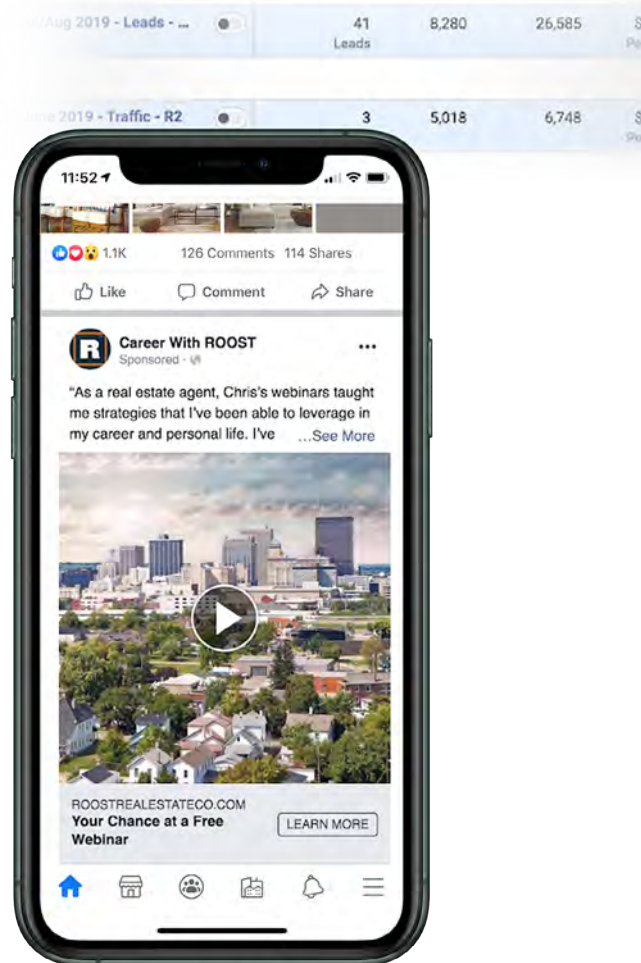 Aug 2019 - Leads - ...
41
8,280
26,585
Leads
2019 - Traffic - R2
3
5,018
6,748
11:52
1.1K
126 Comments
114 Shares
Like
Comment
Share
R
Career With ROOST
Sponsored ·
"As a real estate agent, Chris's webinars taught
me strategies that I've been able to leverage in
my career and personal life. I've ...See More
ROOSTREALESTATECO.COM
Your Chance at a Free
Webinar
LEARN MORE